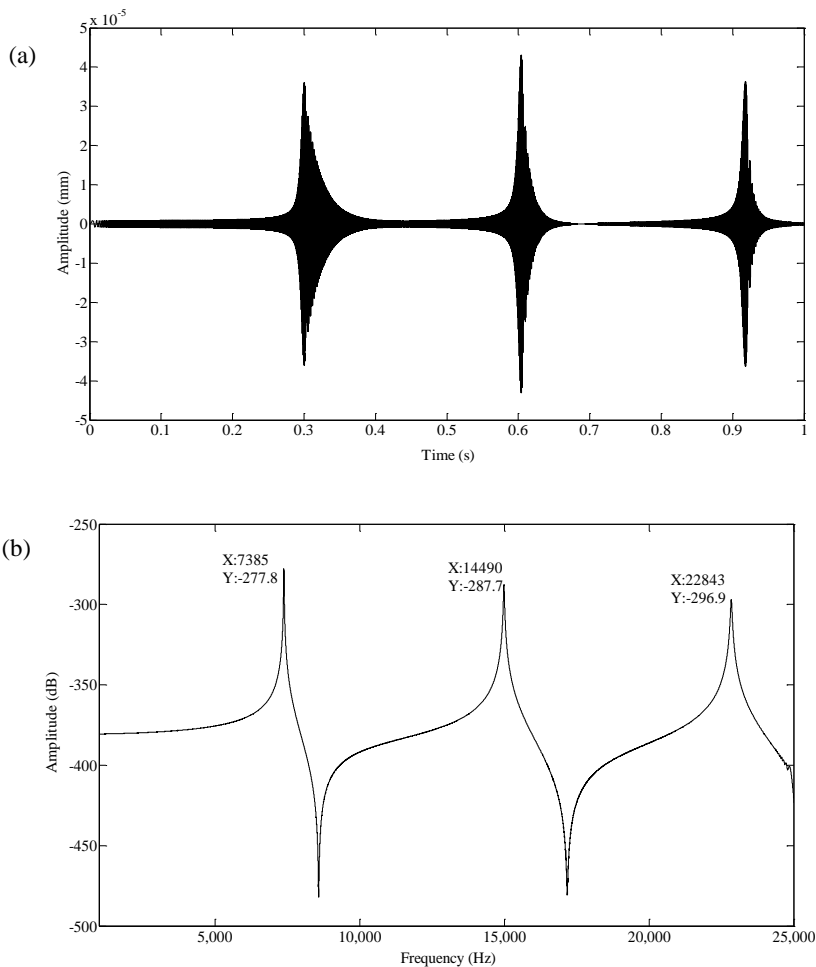 x 10^-5
(a)
5
4
3
2
1
0
-1
-2
-3
-4
-5
Amplitude (mm)
0 0.1 0.2 0.3 0.4 0.5 0.6 0.7 0.8 0.9 1
Time (s)
(b)
-250
-300
-350
-400
-450
-500
Amplitude (dB)
X:7385
Y:-277.8
X:14490
Y:-287.7
X:22843
Y:-296.9
5,000 10,000 15,000 20,000 25,000
Frequency (Hz)